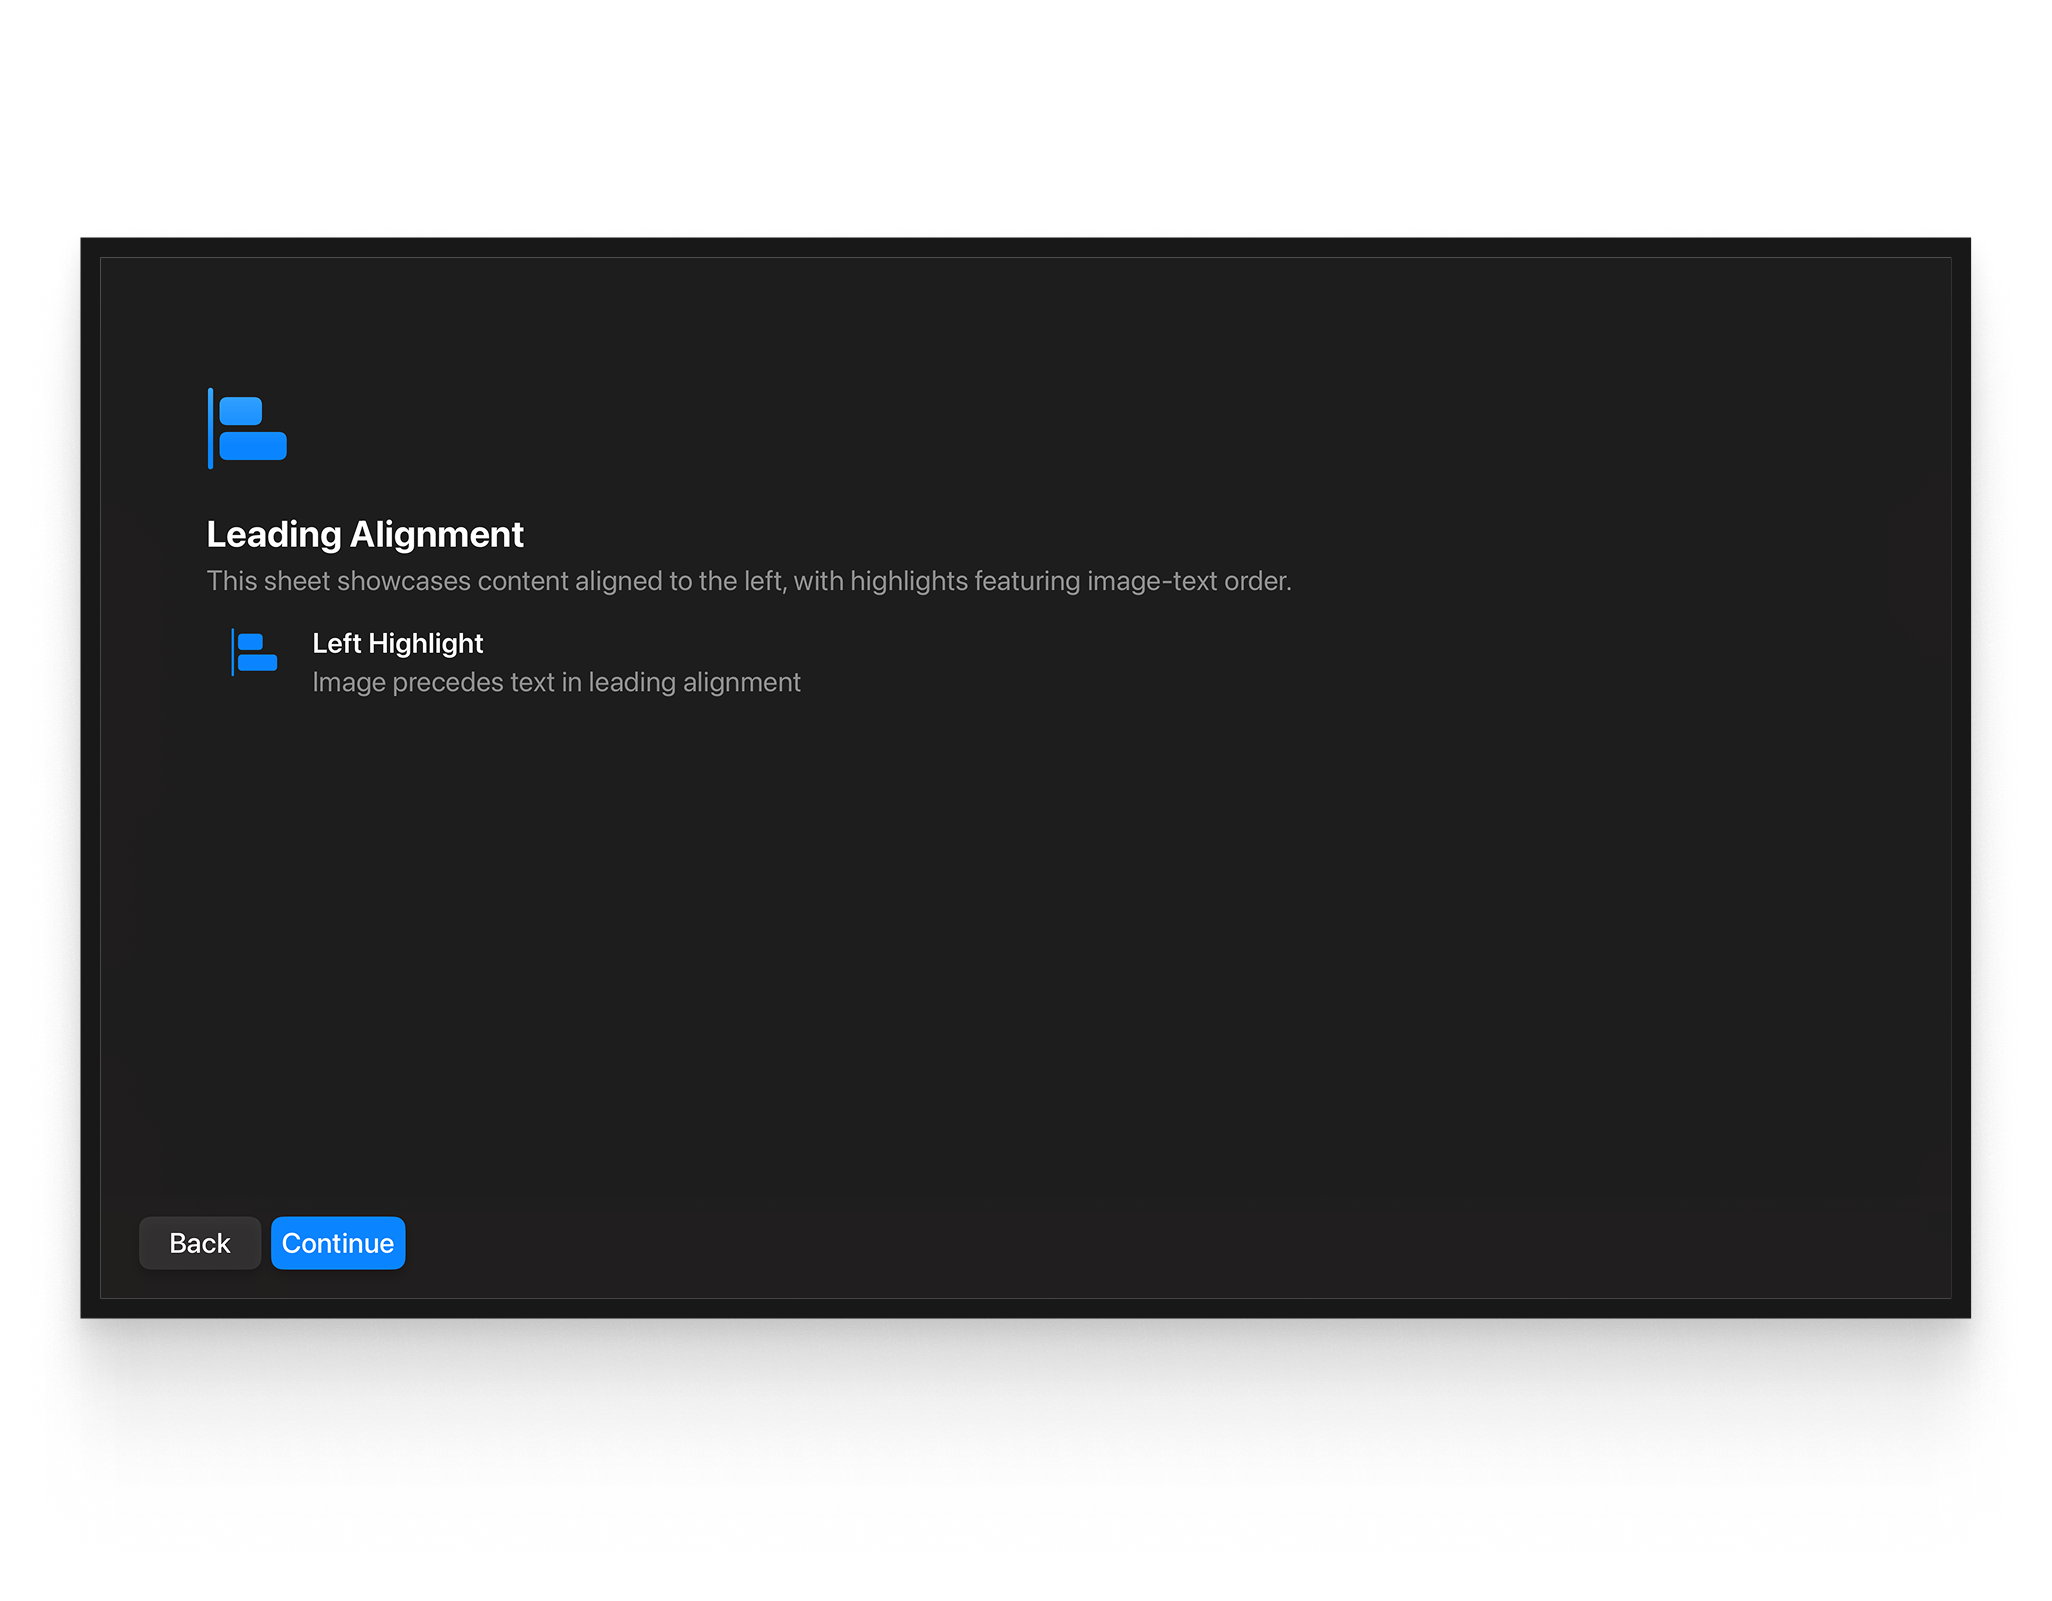 Leading Alignment
This sheet showcases content aligned to the left, with highlights featuring image-text order.
Left Highlight
Image precedes text in leading alignment
Back Continue